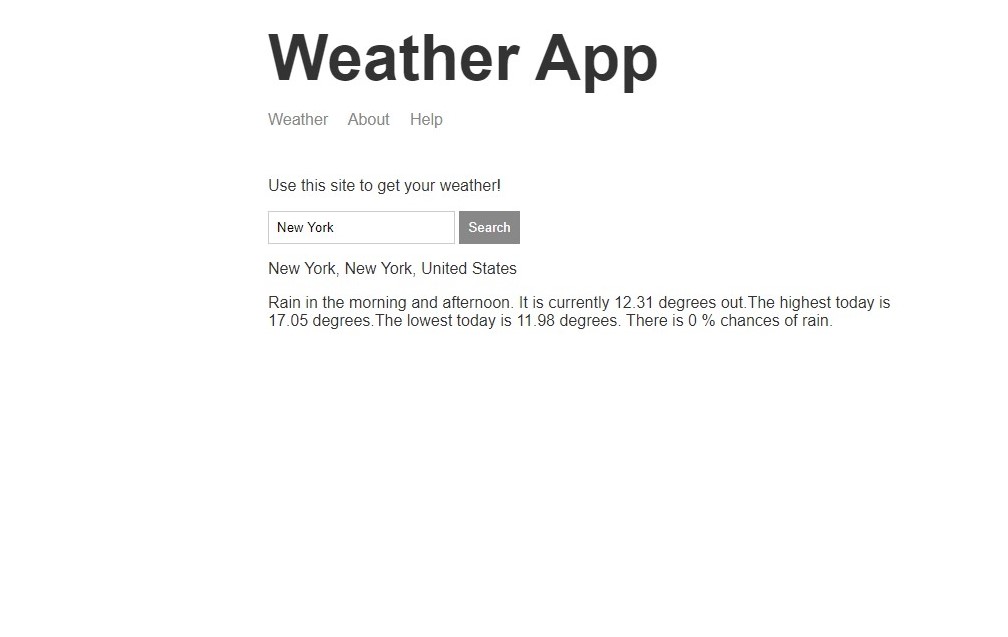 Weather App
Weather About Help
Use this site to get your weather!
New York Search
New York, New York, United States
Rain in the morning and afternoon. It is currently 12.31 degrees out.The highest today is
17.05 degrees.The lowest today is 11.98 degrees. There is 0 % chances of rain.